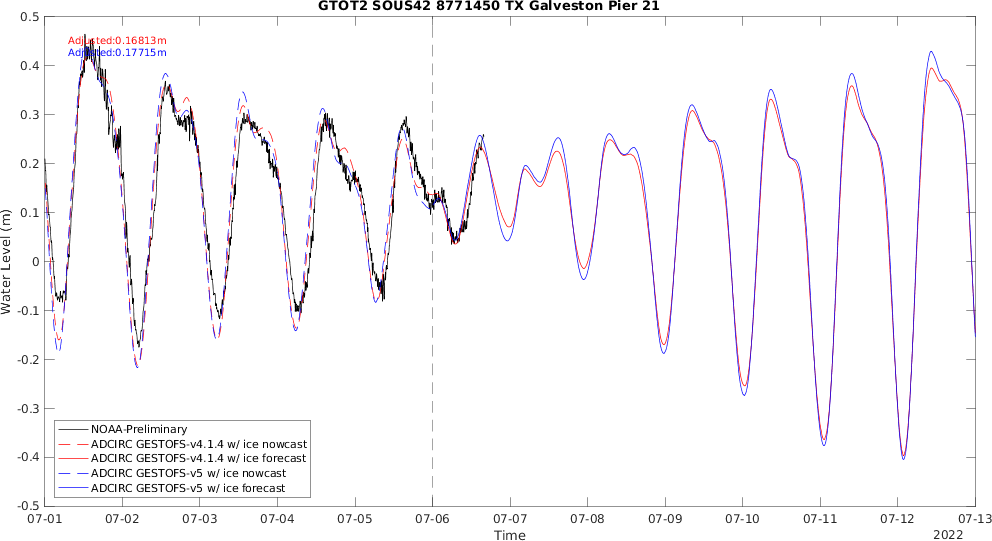 GTOT2 SOUS42 8771450 TX Galveston Pier 21
Adjusted:0.16813m
Adjusted:0.17715m
0.5
0.4
0.3
0.2
0.1
0
-0.1
-0.2
-0.3
-0.4
-0.5
Water Level (m)
NOAA-Preliminary
ADCIRC GESTOFS-v4.1.4 w/ ice nowcast
ADCIRC GESTOFS-v4.1.4 w/ ice forecast
ADCIRC GESTOFS-v5 w/ ice nowcast
ADCIRC GESTOFS-v5 w/ ice forecast
07-01 07-02 07-03 07-04 07-05 07-06 07-07 07-08 07-09 07-10 07-11 07-12 07-13
Time
2022